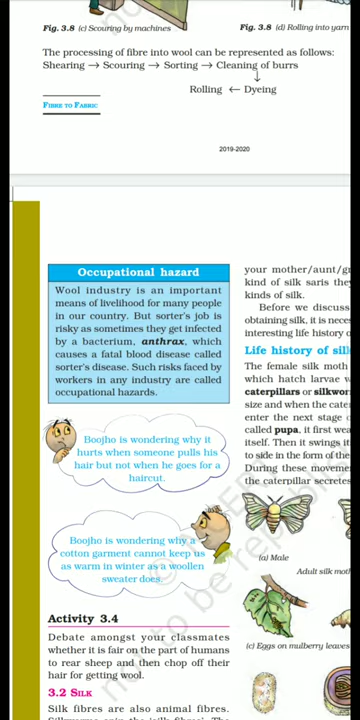 Fig. 3.8 (c) Scouring by machines
Fig. 3.8 (d) Rolling into yarn
The processing of fibre into wool can be represented as follows:
Shearing → Scouring → Sorting → Cleaning of burrs
↓
Rolling ← Dyeing
FIBRE TO FABRIC
2019-2020
Occupational hazard
Wool industry is an important
means of livelihood for many people
in our country. But sorter's job is
risky as sometimes they get infected
by a bacterium, anthrax, which
causes a fatal blood disease called
sorter's disease. Such risks faced by
workers in any industry are called
occupational hazards.
Boojho is wondering why it
hurts when someone pulls his
hair but not when he goes for a
haircut.
Boojho is wondering why a
cotton garment cannot keep us
as warm in winter as a woollen
sweater does.
Activity 3.4
Debate amongst your classmates
whether it is fair on the part of humans
to rear sheep and then chop off their
hair for getting wool.
3.2 SILK
Silk fibres are also animal fibres.
your mother/aunt/gr
kind of silk saris they
kinds of silk.
Before we discuss
obtaining silk, it is nece
interesting life history o
Life history of sil
The female silk moth
which hatch larvae w
caterpillars or silkwor
size and when the cate
enter the next stage o
called pupa, it first wea
itself. Then it swings it
to side in the form of the
During these moveme
the caterpillar secretes
(a) Male
Adult silk mot
(c) Eggs on mulberry leaves
not to be republ